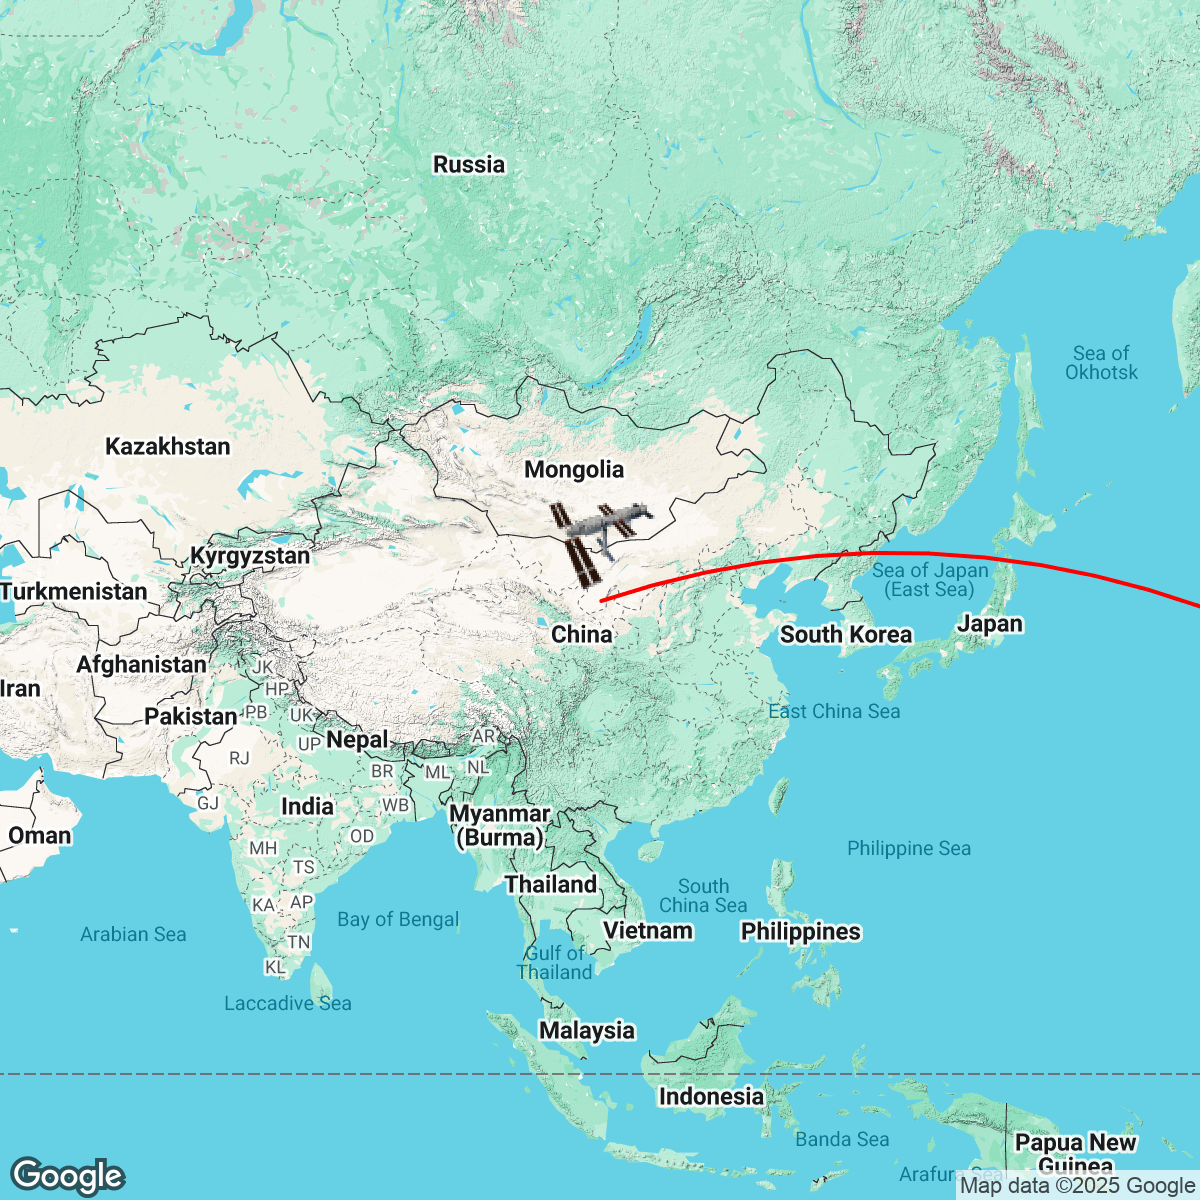 Russia
Sea of
Okhotsk
Kazakhstan
Mongolia
Kyrgyzstan
Sea of Japan
(East Sea)
Turkmenistan
Japan
China
South Korea
Afghanistan
JK
Iran
HP
Pakistan
PB
UK
East China Sea
Nepal
AR
UP
RJ
BR
ML
NL
GJ
India
WB
Myanmar
(Burma)
Oman
OD
MH
Philippine Sea
TS
Thailand
South
China Sea
KA
AP
Bay of Bengal
Arabian Sea
Vietnam
Philippines
TN
Gulf of
Thailand
KL
Laccadive Sea
Malaysia
Indonesia
Banda Sea
Papua New
Guinea
Arafura Sea
Google
Map data ©2025 Google